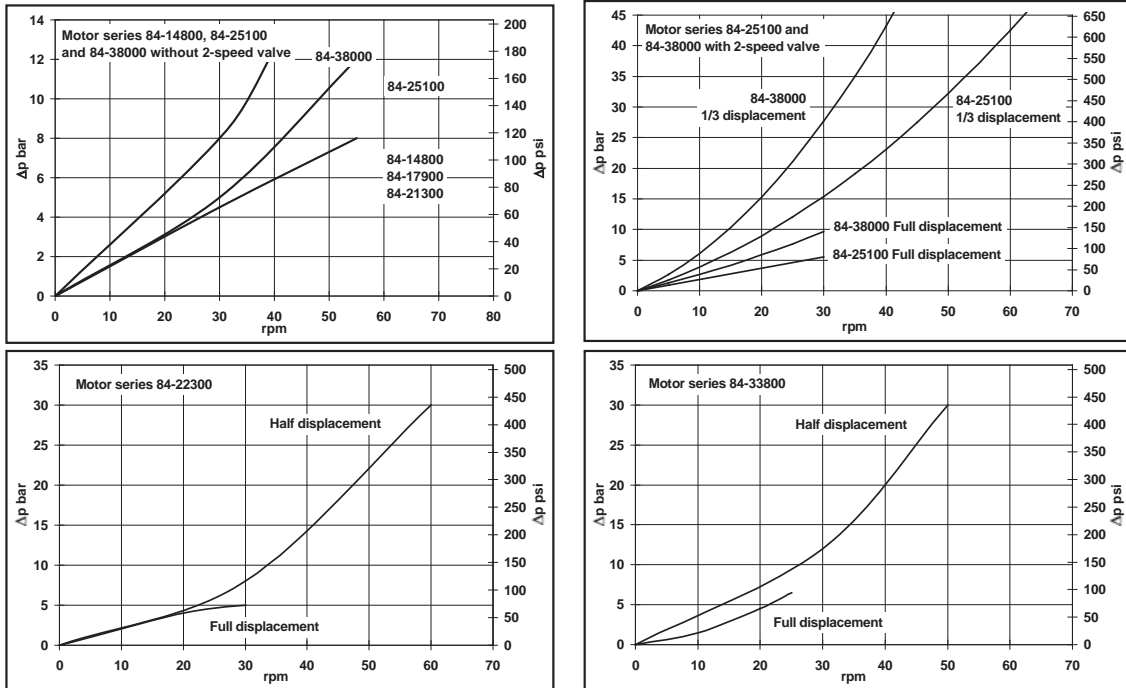 Motor series 84-14800, 84-25100
and 84-38000 without 2-speed valve
84-38000
84-25100
84-14800
84-17900
84-21300
14
12
10
8
6
4
2
0
Δp bar
200
180
160
140
120
100
80
60
40
20
0
Δp psi
0 10 20 30 40 50 60 70 80
rpm
Motor series 84-25100 and
84-38000 with 2-speed valve
84-38000
1/3 displacement
84-25100
1/3 displacement
84-38000 Full displacement
84-25100 Full displacement
45
40
35
30
25
20
15
10
5
0
Δp bar
650
600
550
500
450
400
350
300
250
200
150
100
50
0
Δp psi
0 10 20 30 40 50 60 70
rpm
Motor series 84-22300
Half displacement
Full displacement
35
30
25
20
15
10
5
0
Δp bar
500
450
400
350
300
250
200
150
100
50
0
Δp psi
0 10 20 30 40 50 60 70
rpm
Motor series 84-33800
Half displacement
Full displacement
35
30
25
20
15
10
5
0
Δp bar
500
450
400
350
300
250
200
150
100
50
0
Δp psi
0 10 20 30 40 50 60 70
rpm